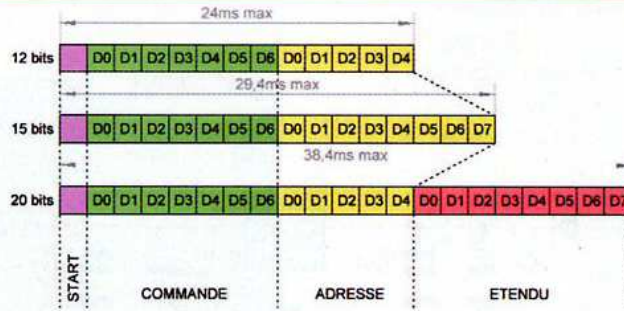 24ms max
12 bits D0 D1 D2 D3 D4 D5 D6 D0 D1 D2 D3 D4
29,4ms max
15 bits D0 D1 D2 D3 D4 D5 D6 D0 D1 D2 D3 D4 D5 D6 D7
38,4ms max
20 bits D0 D1 D2 D3 D4 D5 D6 D0 D1 D2 D3 D4 D0 D1 D2 D3 D4 D5 D6 D7
START COMMANDE ADRESSE ETENDU